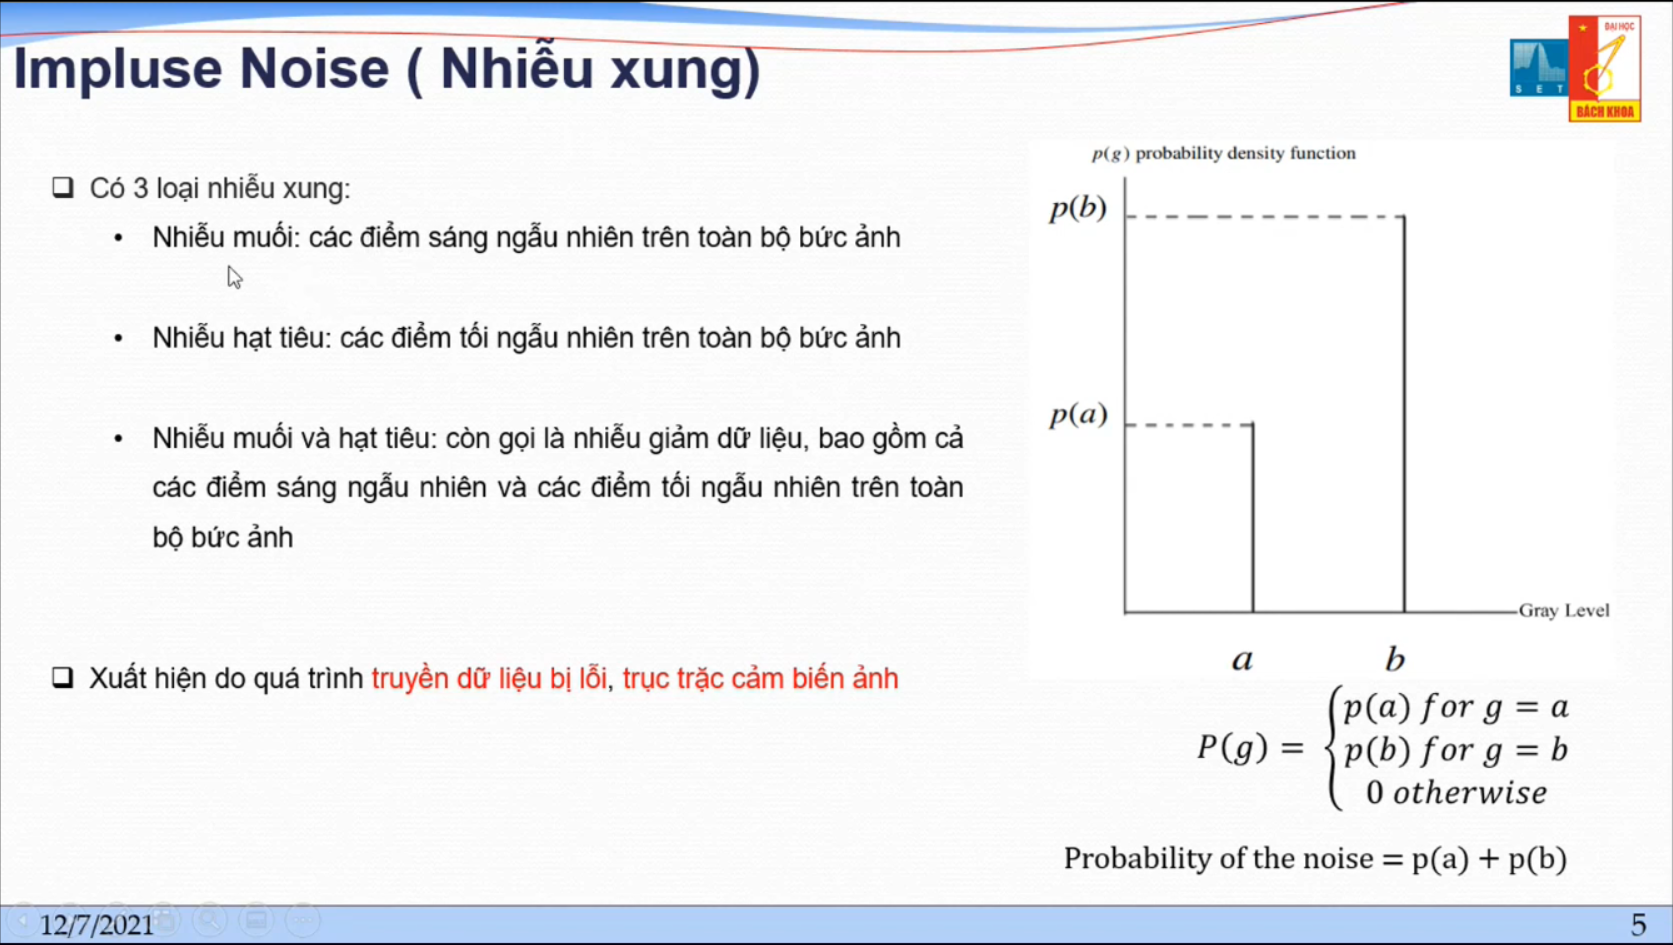 Impluse Noise ( Nhiễu xung)
ĐẠI HỌC
S E T
BÁCH KHOA
❑ Có 3 loại nhiễu xung:
• Nhiễu muối: các điểm sáng ngẫu nhiên trên toàn bộ bức ảnh
• Nhiễu hạt tiêu: các điểm tối ngẫu nhiên trên toàn bộ bức ảnh
• Nhiễu muối và hạt tiêu: còn gọi là nhiễu giảm dữ liệu, bao gồm cả
các điểm sáng ngẫu nhiên và các điểm tối ngẫu nhiên trên toàn
bộ bức ảnh
❑ Xuất hiện do quá trình truyền dữ liệu bị lỗi, trục trặc cảm biến ảnh
p(g) probability density function
p(b)
p(a)
Gray Level
a b
p(a) for g = a
P(g) = { p(b) for g = b
0 otherwise
Probability of the noise = p(a) + p(b)
12/7/2021
5